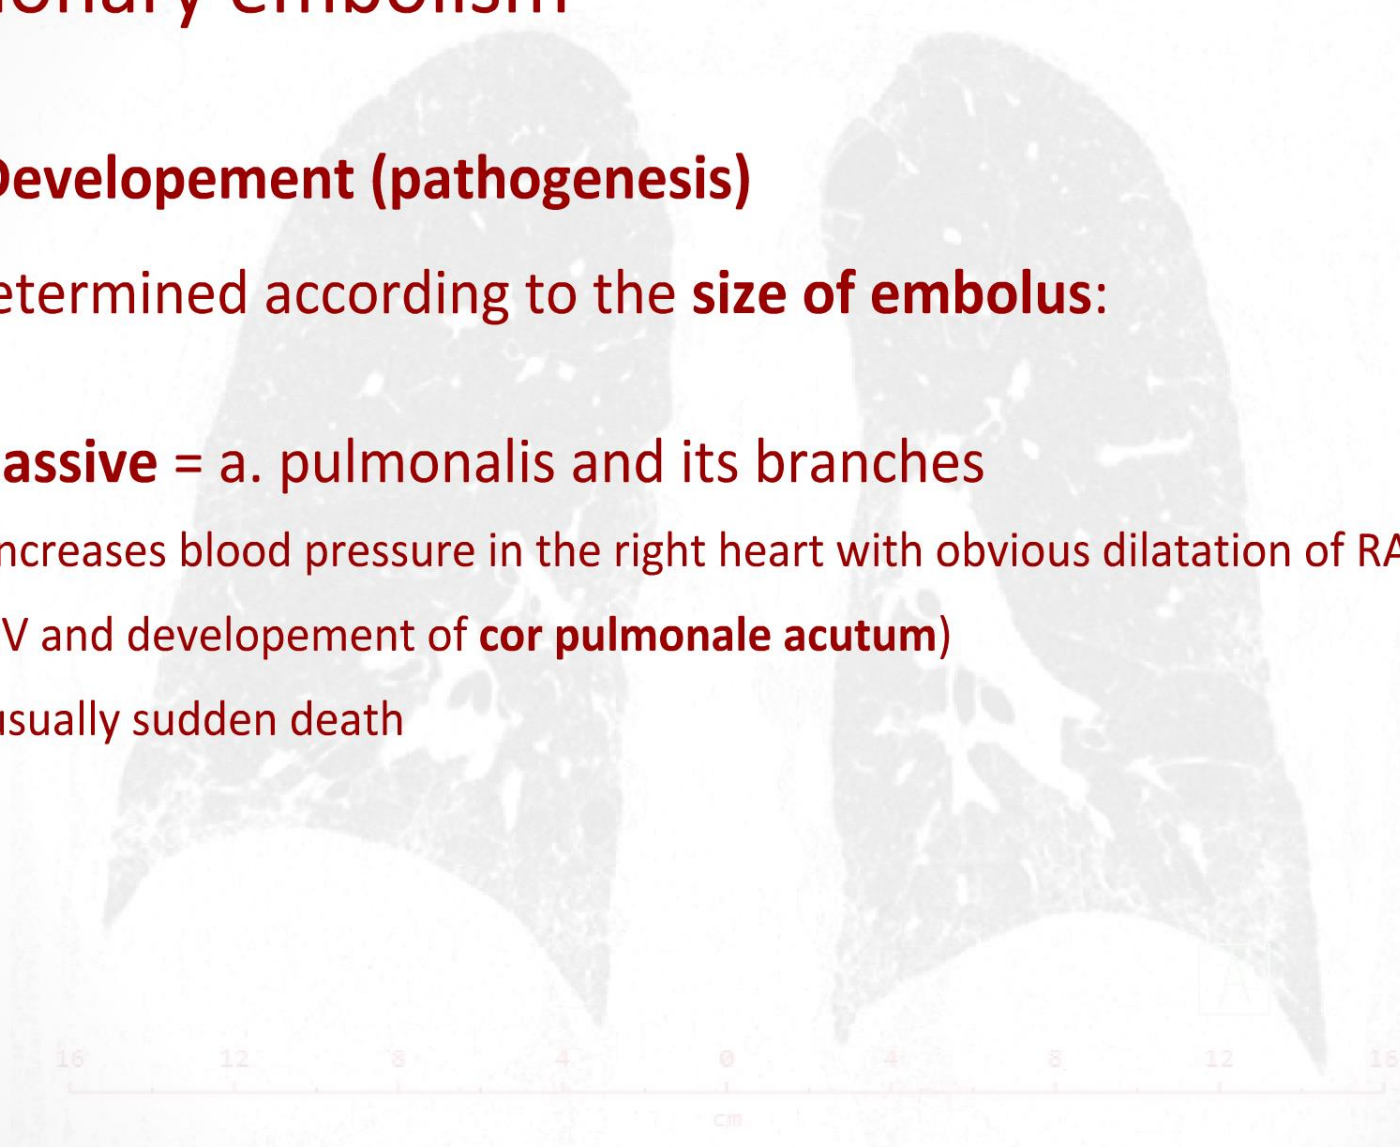 onary embolism
Developement (pathogenesis)
etermined according to the size of embolus:
assive = a. pulmonalis and its branches
ncreases blood pressure in the right heart with obvious dilatation of RA
V and developement of cor pulmonale acutum)
usually sudden death
A
16 12 8 4 0 4 8 12 16
cm